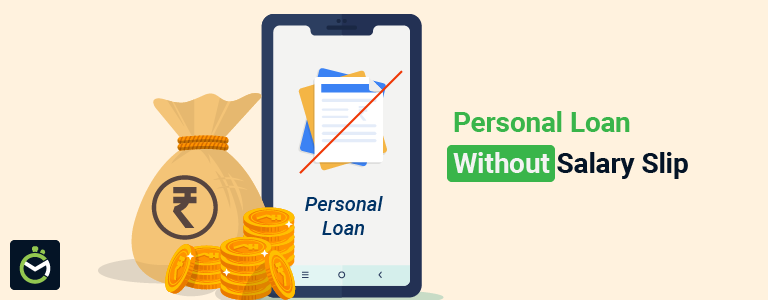 Personal Loan
Without Salary Slip
₹
Personal
Loan